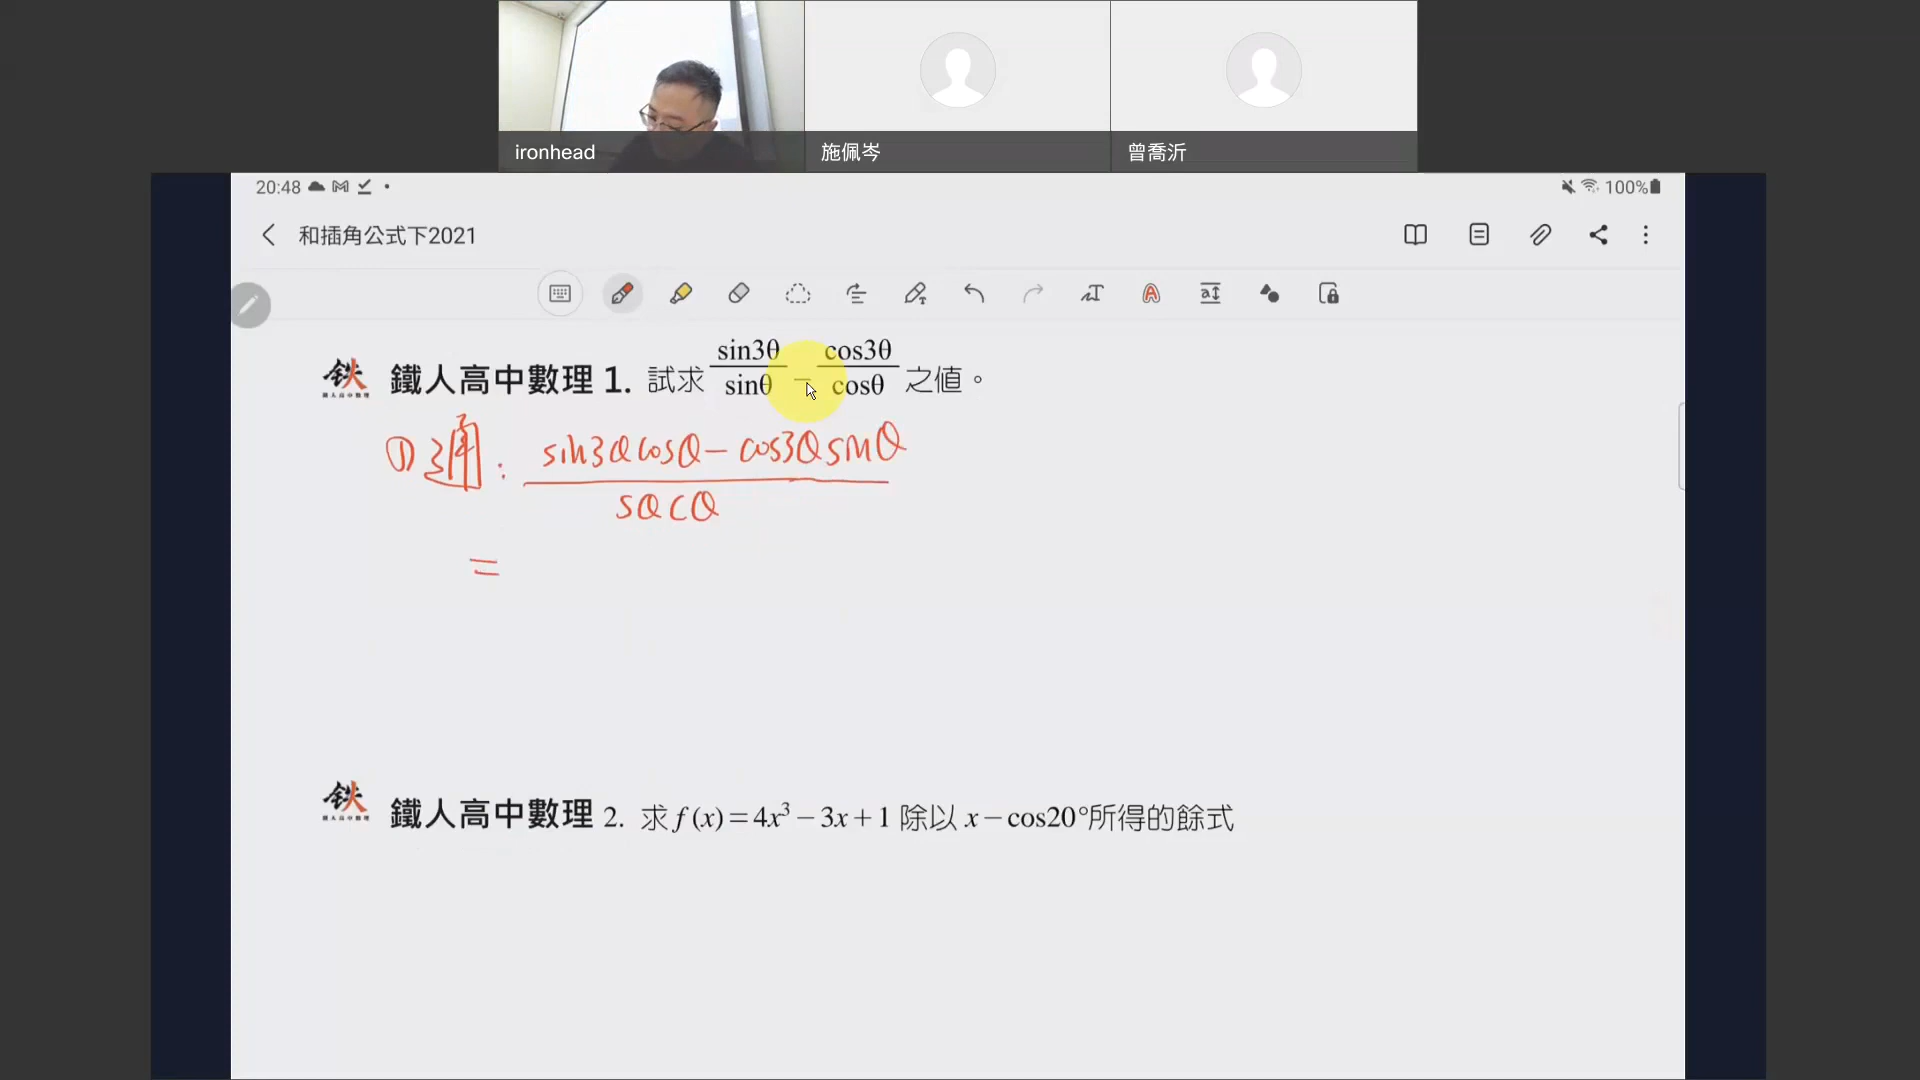 ironhead
施佩岑
曾喬沂
20:48
100%
和插角公式下2021
鐵人高中數理 1. 試求 sin3θ/sinθ − cos3θ/cosθ 之值。
① 通: sin3θcosθ − cos3θsinθ
sθcθ
=
鐵人高中數理 2. 求 f(x)=4x³−3x+1 除以 x−cos20°所得的餘式